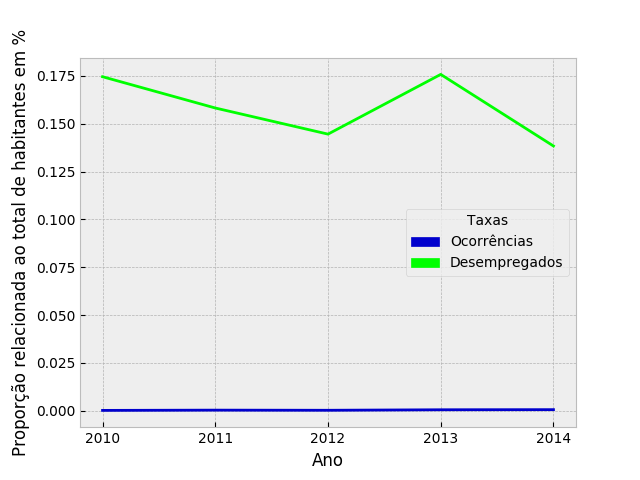 Proporção relacionada ao total de habitantes em %
0.175
0.150
0.125
0.100
0.075
0.050
0.025
0.000
Taxas
Ocorrências
Desempregados
2010 2011 2012 2013 2014
Ano